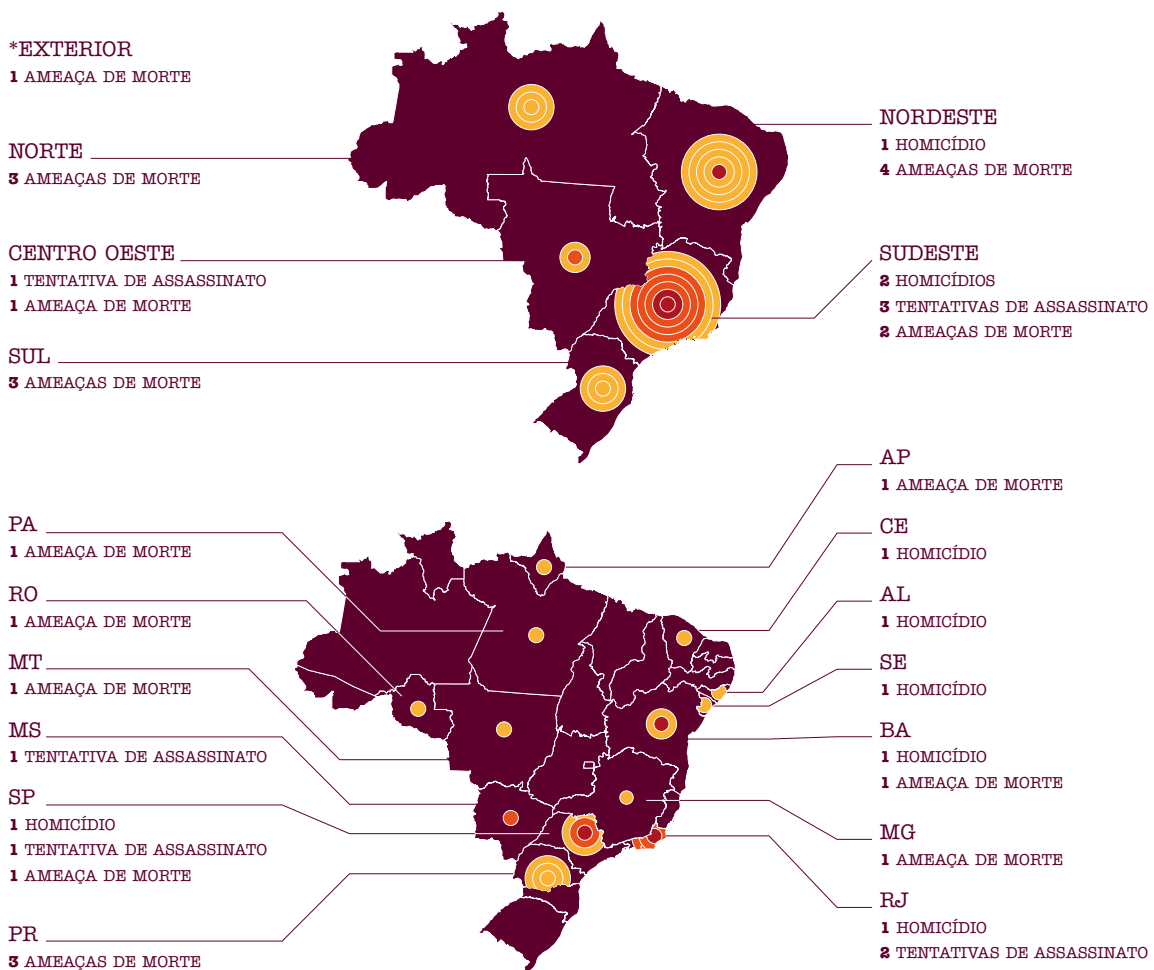 *EXTERIOR
1 AMEAÇA DE MORTE
NORTE
3 AMEAÇAS DE MORTE
CENTRO OESTE
1 TENTATIVA DE ASSASSINATO
1 AMEAÇA DE MORTE
SUL
3 AMEAÇAS DE MORTE
NORDESTE
1 HOMICÍDIO
4 AMEAÇAS DE MORTE
SUDESTE
2 HOMICÍDIOS
3 TENTATIVAS DE ASSASSINATO
2 AMEAÇAS DE MORTE
PA
1 AMEAÇA DE MORTE
RO
1 AMEAÇA DE MORTE
MT
1 AMEAÇA DE MORTE
MS
1 TENTATIVA DE ASSASSINATO
SP
1 HOMICÍDIO
1 TENTATIVA DE ASSASSINATO
1 AMEAÇA DE MORTE
PR
3 AMEAÇAS DE MORTE
AP
1 AMEAÇA DE MORTE
CE
1 HOMICÍDIO
AL
1 HOMICÍDIO
SE
1 HOMICÍDIO
BA
1 HOMICÍDIO
1 AMEAÇA DE MORTE
MG
1 AMEAÇA DE MORTE
RJ
1 HOMICÍDIO
2 TENTATIVAS DE ASSASSINATO